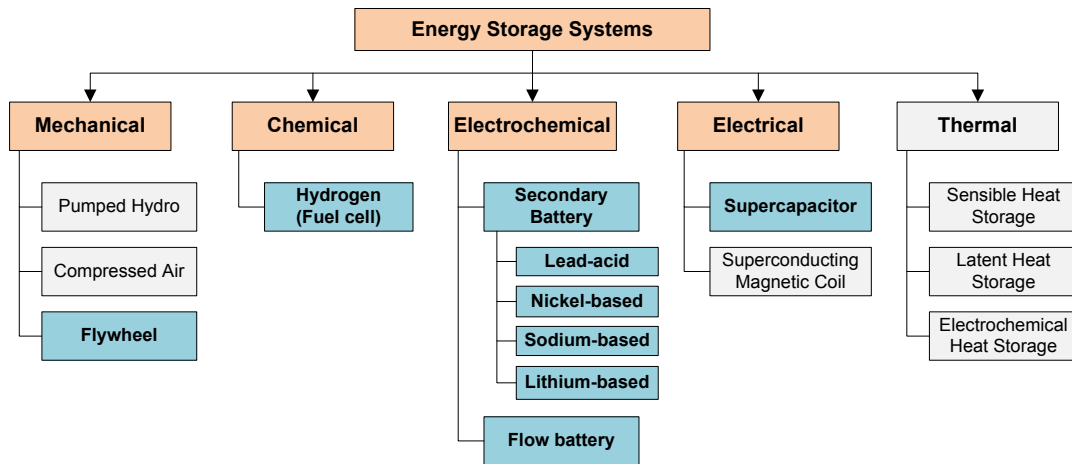 Energy Storage Systems
Mechanical
Chemical
Electrochemical
Electrical
Thermal
Pumped Hydro
Compressed Air
Flywheel
Hydrogen
(Fuel cell)
Secondary
Battery
Lead-acid
Nickel-based
Sodium-based
Lithium-based
Flow battery
Supercapacitor
Superconducting
Magnetic Coil
Sensible Heat
Storage
Latent Heat
Storage
Electrochemical
Heat Storage